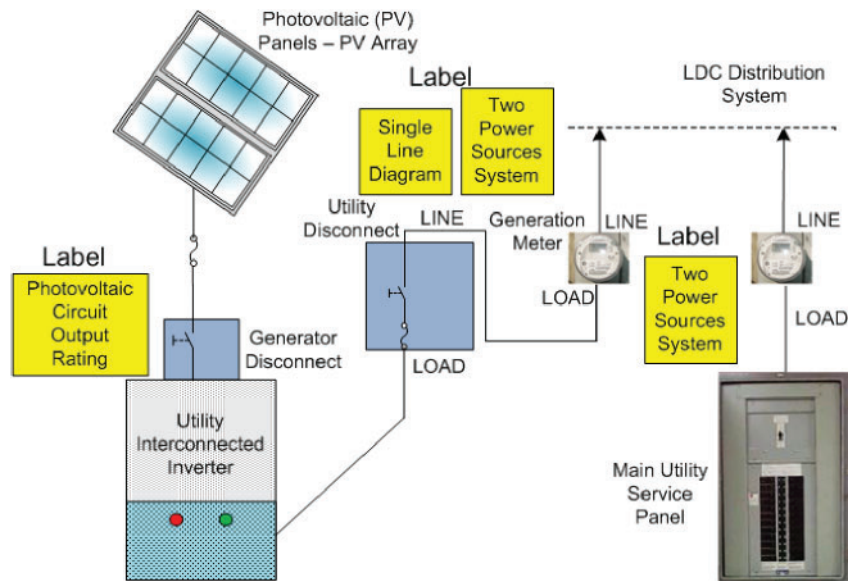 Photovoltaic (PV)
Panels – PV Array
Label
Single
Line
Diagram
Two
Power
Sources
System
LDC Distribution
System
Utility
Disconnect
LINE
Generation
Meter
LINE
LINE
Label
Photovoltaic
Circuit
Output
Rating
Generator
Disconnect
LOAD
LOAD
Label
Two
Power
Sources
System
LOAD
Utility
Interconnected
Inverter
Main Utility
Service
Panel